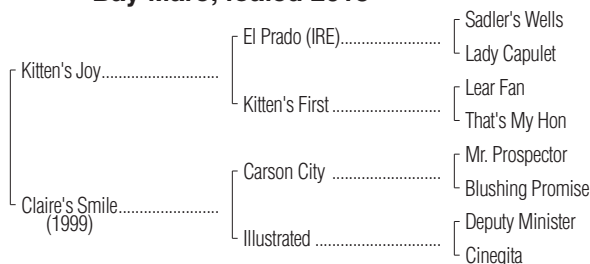 Bay Mare; foaled
Sadler's Wells
El Prado (IRE)........................
Lady Capulet
Kitten's Joy............................
Lear Fan
Kitten's First ..........................
That's My Hon
Mr. Prospector
Carson City ..........................
Blushing Promise
Claire's Smile........................
(1999)
Deputy Minister
Illustrated ..............................
Cinegita